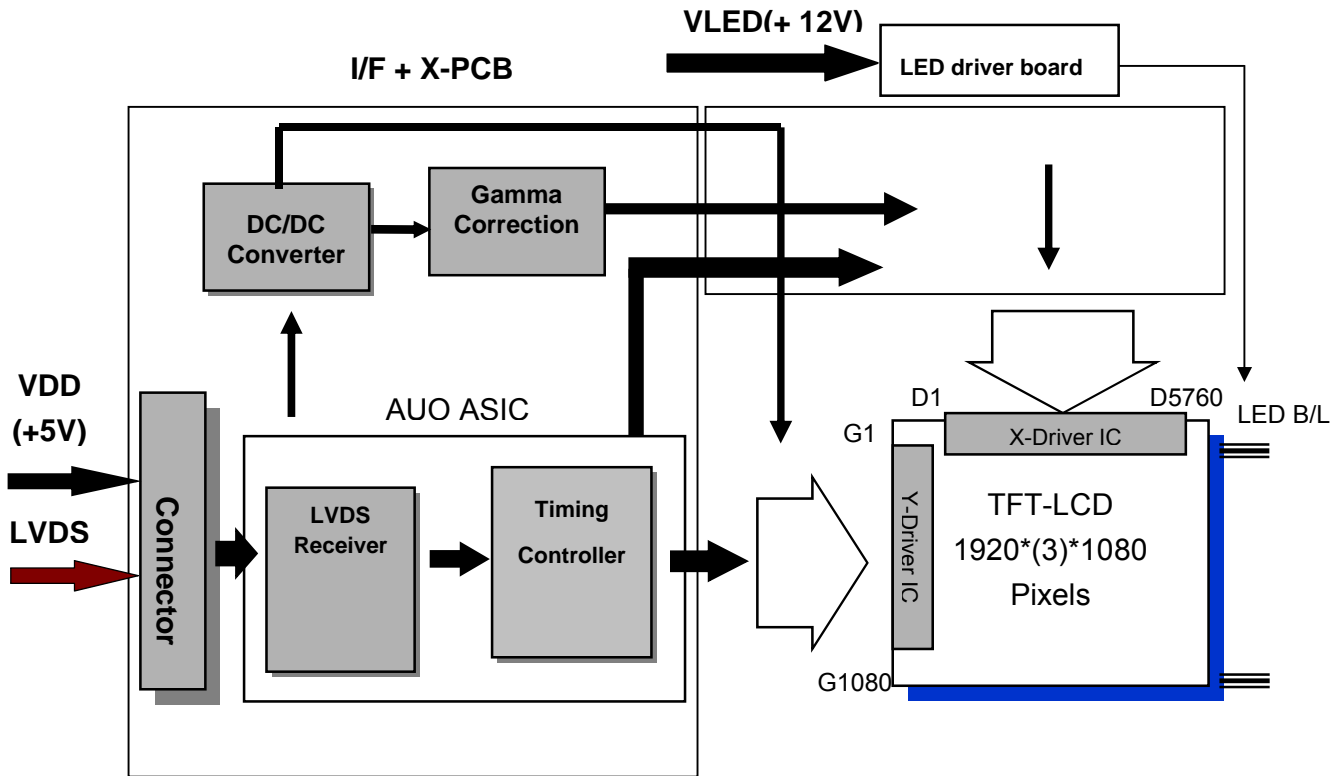 VLED(+ 12V)
LED driver board
I/F + X-PCB
DC/DC
Converter
Gamma
Correction
VDD
(+5V)
LVDS
Connector
AUO ASIC
LVDS
Receiver
Timing
Controller
D1
D5760
LED B/L
G1
X-Driver IC
Y-Driver IC
TFT-LCD
1920*(3)*1080
Pixels
G1080